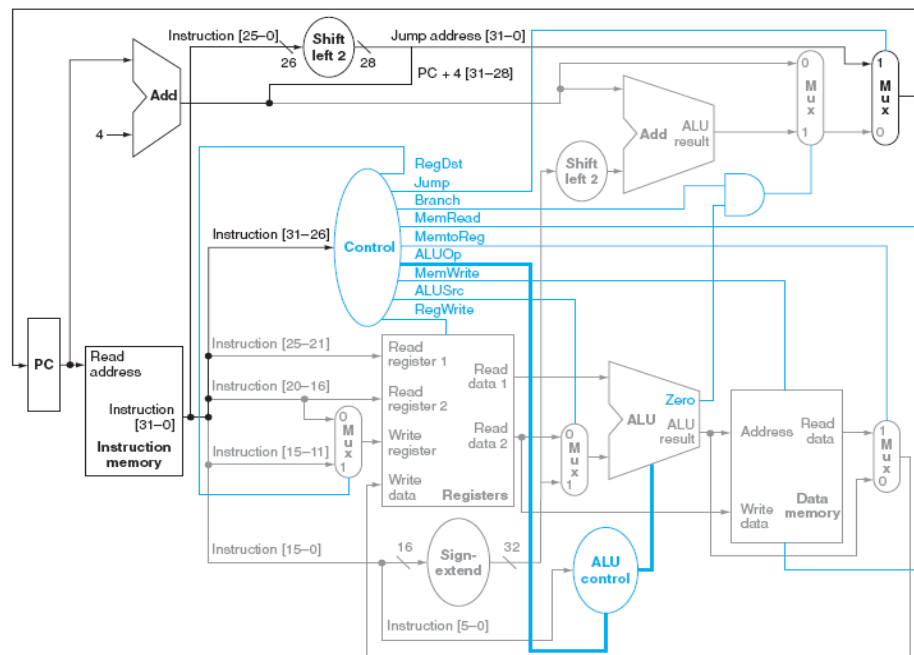 Instruction [25–0]
Shift
left 2
Jump address [31–0]
26
28
PC + 4 [31–28]
Add
4
0
M
u
x
1
1
M
u
x
0
Add
ALU
result
Shift
left 2
RegDst
Jump
Branch
MemRead
MemtoReg
ALUOp
MemWrite
ALUSrc
RegWrite
Instruction [31–26]
Control
PC
Read
address
Instruction
[31–0]
Instruction
memory
Instruction [25–21]
Instruction [20–16]
Instruction [15–11]
0
M
u
x
1
Read
register 1
Read
register 2
Write
register
Write
data
Read
data 1
Read
data 2
Registers
0
M
u
x
1
Zero
ALU
ALU
result
Address
Read
data
Write
data
Data
memory
1
M
u
x
0
Instruction [15–0]
16
Sign-
extend
32
ALU
control
Instruction [5–0]